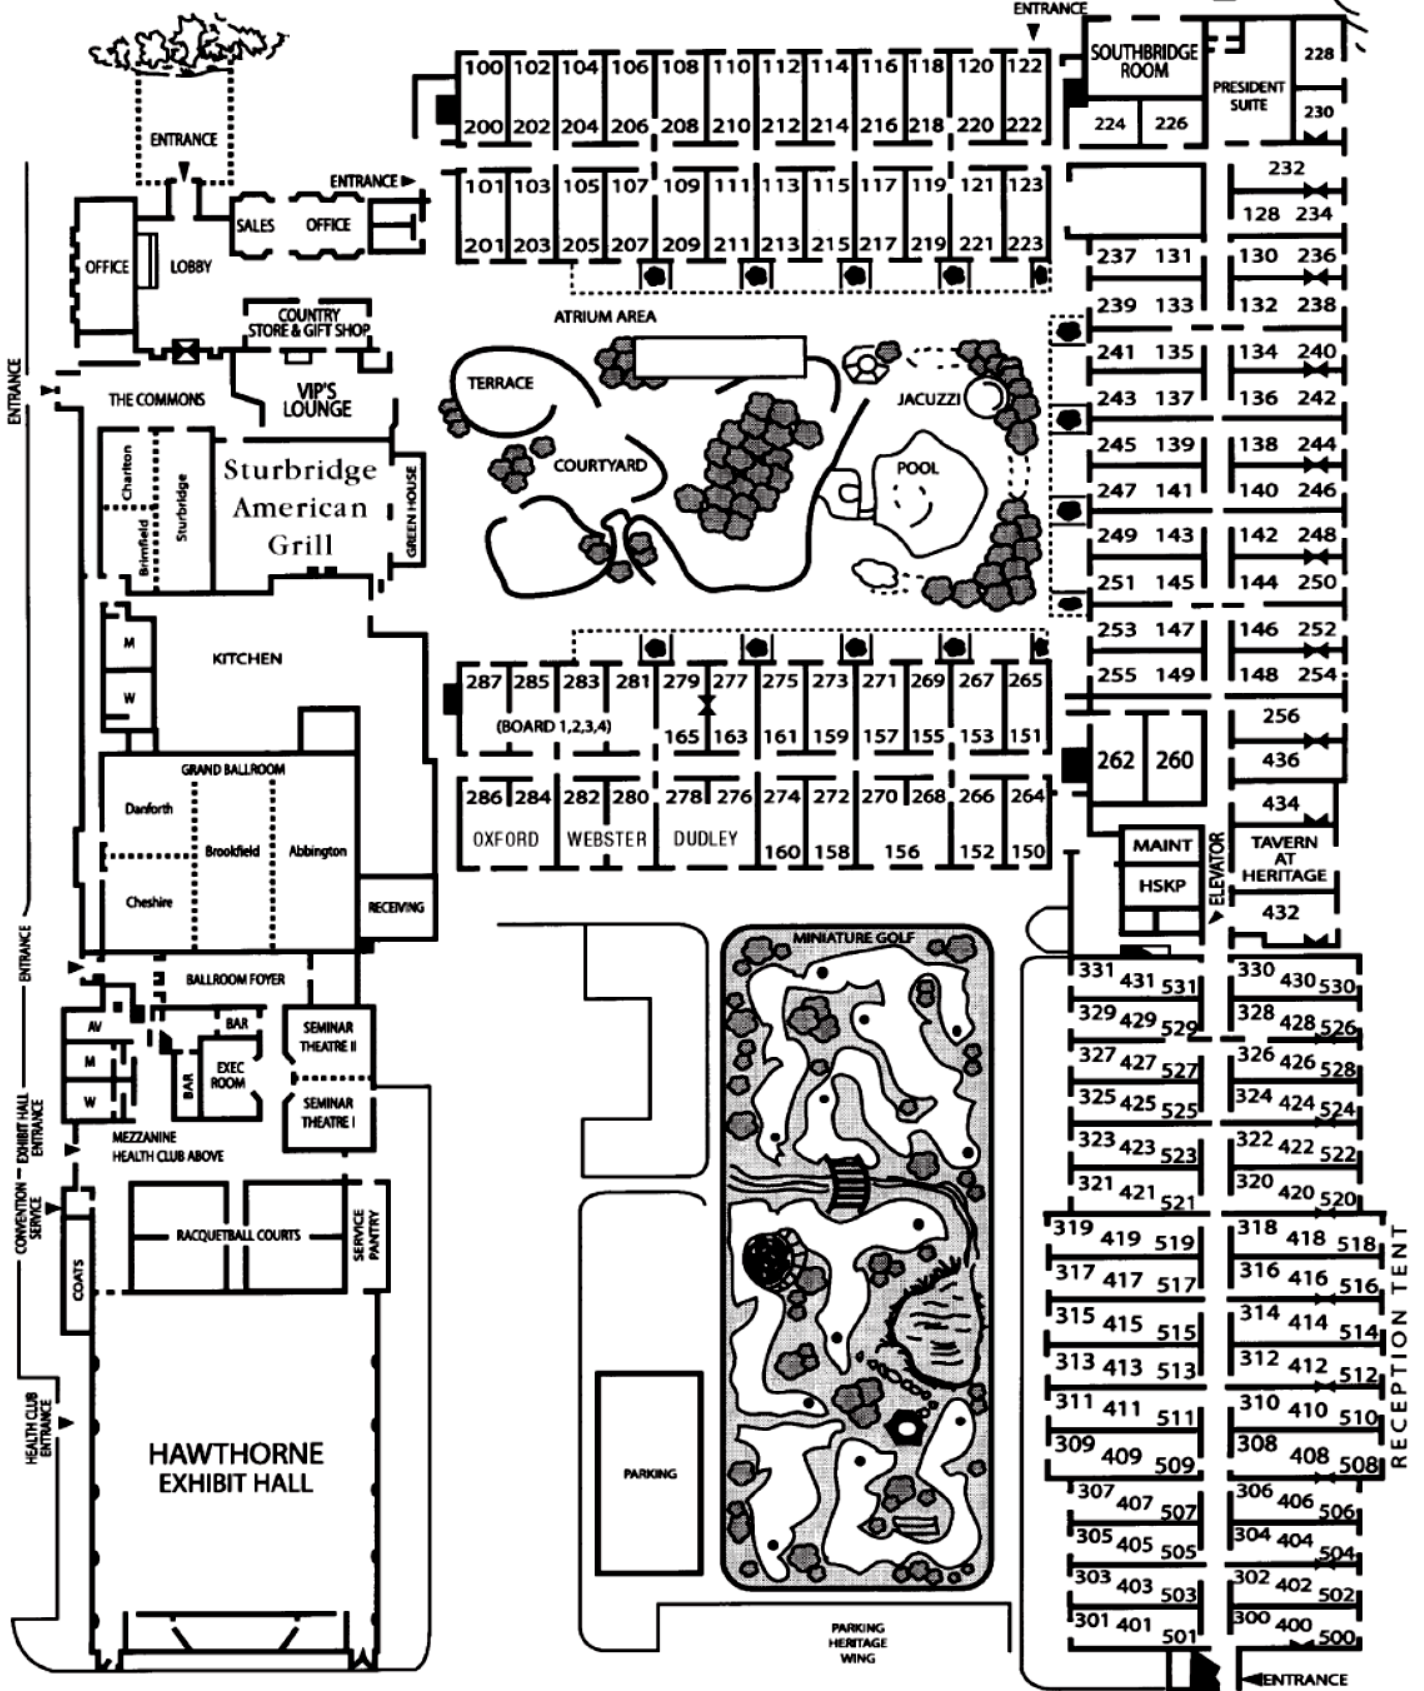 ENTRANCE
100 102 104 106 108 110 112 114 116 118 120 122
200 202 204 206 208 210 212 214 216 218 220 222
SOUTHBRIDGE
ROOM
224 226
PRESIDENT
SUITE
228
230
ENTRANCE
ENTRANCE
101 103 105 107 109 111 113 115 117 119 121 123
201 203 205 207 209 211 213 215 217 219 221 223
232
128 234
SALES
OFFICE
OFFICE
LOBBY
COUNTRY
STORE & GIFT SHOP
ATRIUM AREA
237 131 130 236
239 133 132 238
241 135 134 240
243 137 136 242
245 139 138 244
247 141 140 246
249 143 142 248
251 145 144 250
253 147 146 252
255 149 148 254
ENTRANCE
THE COMMONS
VIP'S
LOUNGE
TERRACE
COURTYARD
JACUZZI
POOL
Charlton
Brimfield
Sturbridge
Sturbridge
American
Grill
GREEN HOUSE
M
W
KITCHEN
287 285 283 281 279 277 275 273 271 269 267 265
(BOARD 1,2,3,4)
165 163 161 159 157 155 153 151
256
262 260
436
434
286 284 282 280 278 276 274 272 270 268 266 264
OXFORD WEBSTER DUDLEY
160 158 156 152 150
GRAND BALLROOM
Danforth
Brookfield
Abbington
Cheshire
RECEIVING
MAINT
HSKP
ELEVATOR
TAVERN
AT
HERITAGE
432
ENTRANCE
BALLROOM FOYER
AV
M
W
BAR
BAR
EXEC
ROOM
SEMINAR
THEATRE II
SEMINAR
THEATRE I
MINIATURE GOLF
331 431 531 330 430 530
329 429 529 328 428 526
327 427 527 326 426 528
325 425 525 324 424 524
323 423 523 322 422 522
321 421 521 320 420 520
319 419 519 318 418 518
317 417 517 316 416 516
315 415 515 314 414 514
313 413 513 312 412 512
311 411 511 310 410 510
309 409 509 308 408 508
307 407 507 306 406 506
305 405 505 304 404 504
303 403 503 302 402 502
301 401 501 300 400 500
RECEPTION TENT
EXHIBIT HALL
ENTRANCE
CONVENTION –
SERVICE
MEZZANINE
HEALTH CLUB ABOVE
RACQUETBALL COURTS
SERVICE
PANTRY
COATS
HEALTH CLUB
ENTRANCE
HAWTHORNE
EXHIBIT HALL
PARKING
PARKING
HERITAGE
WING
ENTRANCE